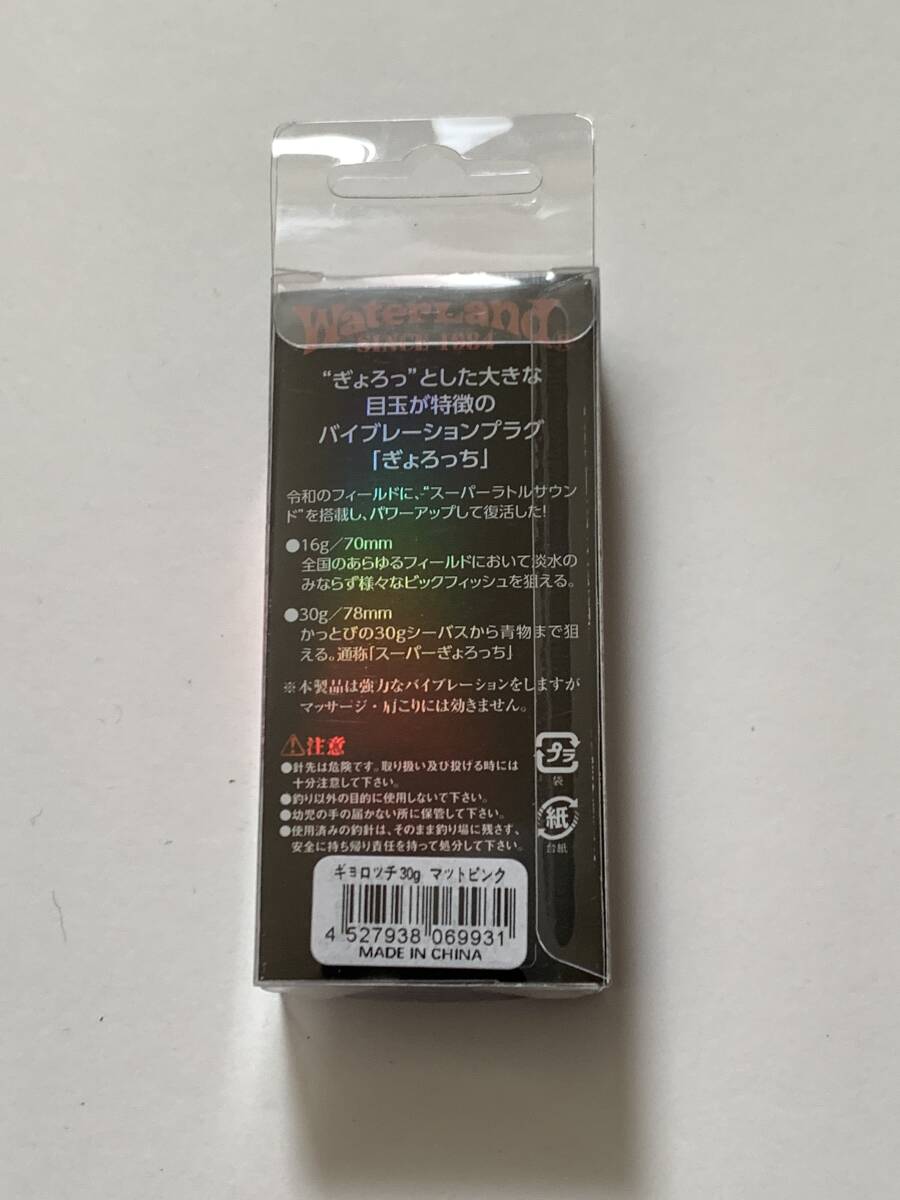 WaterLand®
SINCE 1984
“ぎょろっ”とした大きな
目玉が特徴の
バイブレーションプラグ
「ぎょろっち」
令和のフィールドに、“スーパーラトルサウン
ド”を搭載し、パワーアップして復活した!
●16g/70mm
全国のあらゆるフィールドにおいて淡水の
みならず様々なビックフィッシュを狙える。
●30g/78mm
かっとびの30gシーバスから青物まで狙
える。通称「スーパーぎょろっち」
※本製品は強力なバイブレーションをしますが
マッサージ・肩こりには効きません。
⚠注意
●針先は危険です。取り扱い及び投げる時には
十分注意して下さい。
●釣り以外の目的に使用しないで下さい。
●幼児の手の届かない所に保管して下さい。
●使用済みの釣針は、そのまま釣り場に残さず、
安全に持ち帰り責任を持って処分して下さい。
プラ
袋
紙
台紙
ギョロッチ30g マットピンク
4 527938 069931
MADE IN CHINA